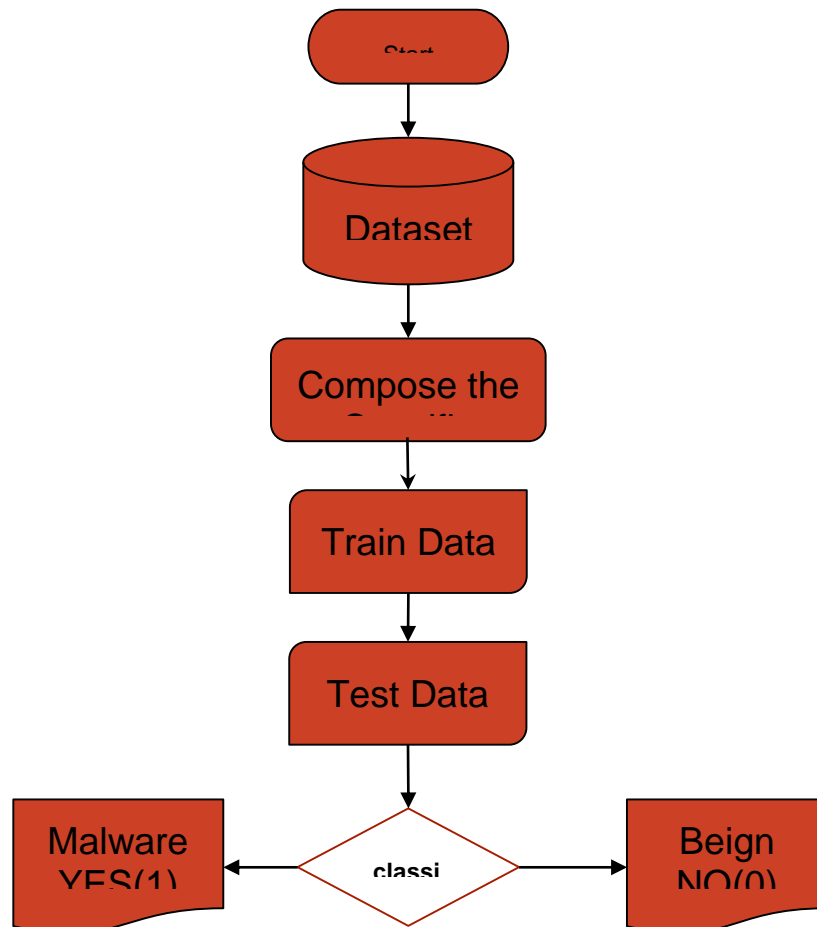 Start
Dataset
Compose the
Train Data
Test Data
Malware
YES(1)
classi
Beign
NO(0)